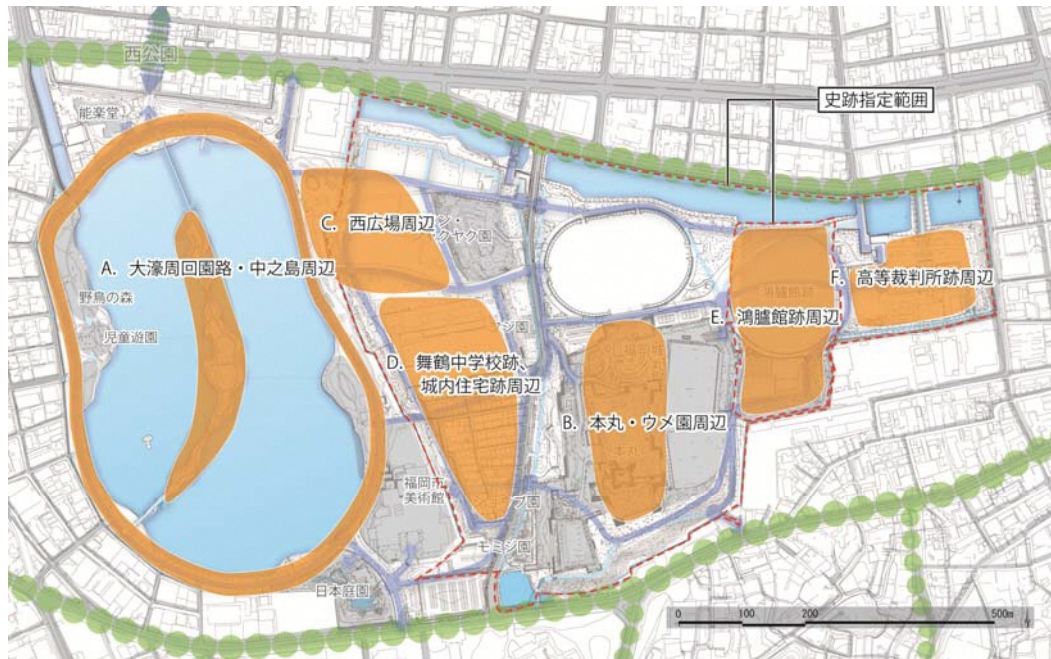 西公園
能楽堂
史跡指定範囲
C. 西広場周辺
A. 大濠周回園路・中之島周辺
野鳥の森
児童遊園
F. 高等裁判所跡周辺
E. 鴻臚館跡周辺
D. 舞鶴中学校跡、
城内住宅跡周辺
B. 本丸・ウメ園周辺
本丸
福岡市
美術館
モミジ園
日本庭園
0 100 200 500m